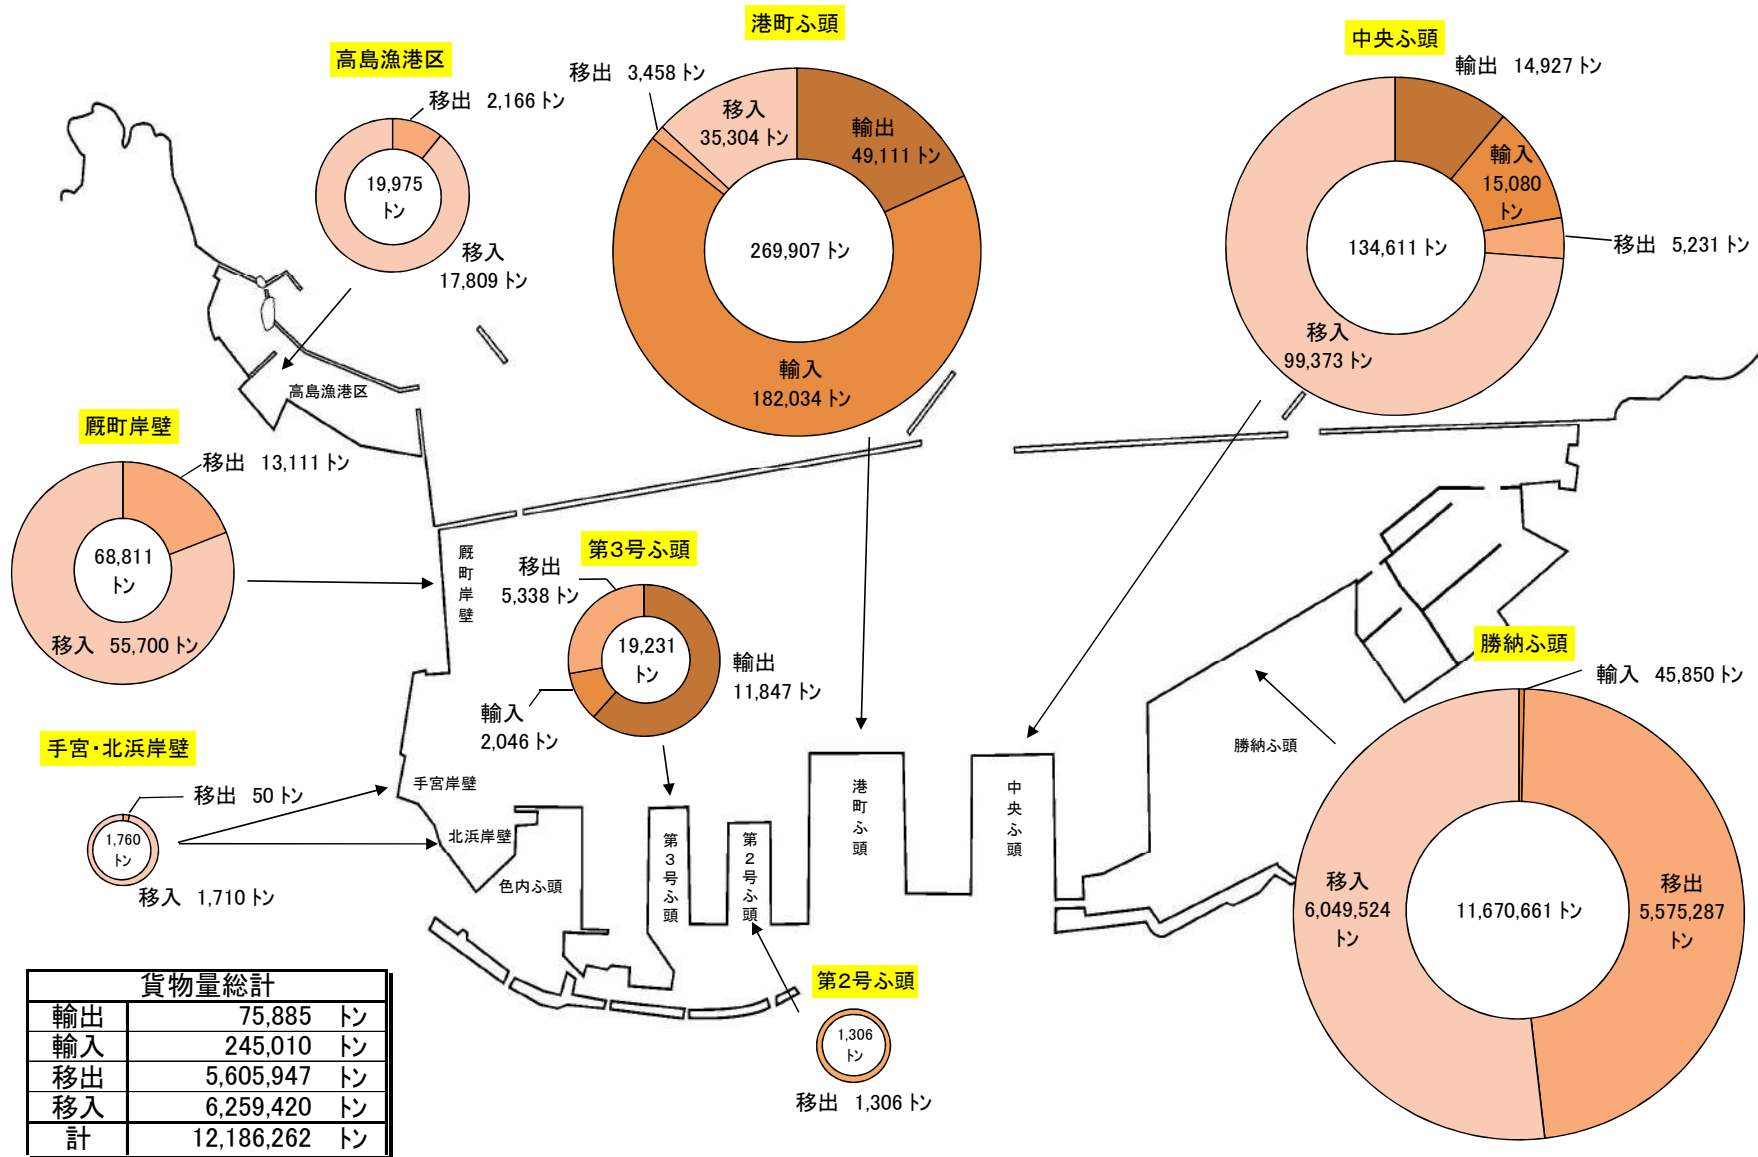 港町ふ頭
移出 3,458 トン
移入
35,304 トン
輸出
49,111 トン
269,907 トン
輸入
182,034 トン
中央ふ頭
輸出 14,927 トン
輸入
15,080
トン
移出 5,231 トン
134,611 トン
移入
99,373 トン
高島漁港区
移出 2,166 トン
19,975
トン
移入
17,809 トン
高島漁港区
厩町岸壁
移出 13,111 トン
68,811
トン
移入 55,700 トン
厩町岸壁
第3号ふ頭
移出
5,338 トン
19,231
トン
輸出
11,847 トン
輸入
2,046 トン
勝納ふ頭
輸入 45,850 トン
勝納ふ頭
移入
6,049,524
トン
11,670,661 トン
移出
5,575,287
トン
手宮・北浜岸壁
移出 50 トン
1,760
トン
移入 1,710 トン
手宮岸壁
北浜岸壁
色内ふ頭
第3号ふ頭
第2号ふ頭
港町ふ頭
中央ふ頭
第2号ふ頭
1,306
トン
移出 1,306 トン
貨物量総計
輸出 75,885 トン
輸入 245,010 トン
移出 5,605,947 トン
移入 6,259,420 トン
計 12,186,262 トン